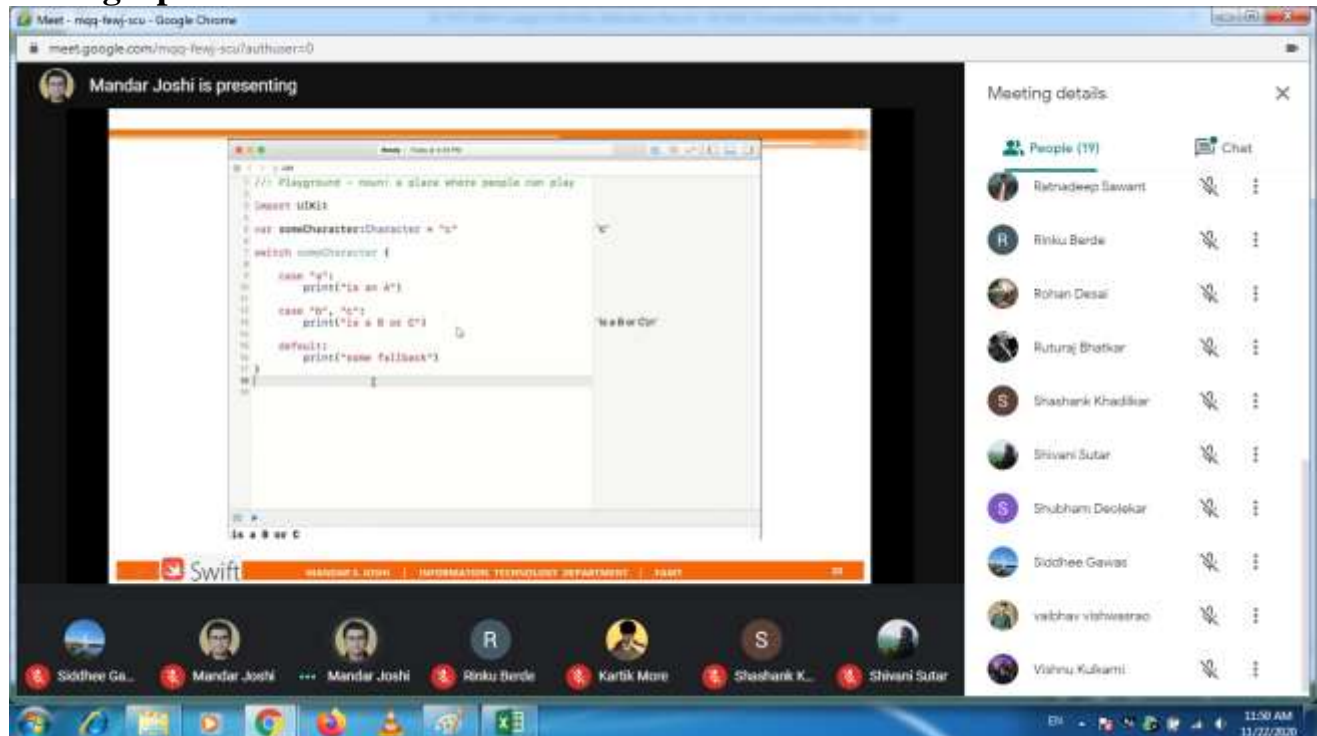 Meet - mqq-fewj-scu - Google Chrome
meet.google.com/mqq-fewj-scu?authuser=0
Mandar Joshi is presenting
//: Playground - noun: a place where people can play
import UIKit
var someCharacter:Character = "c"
"c"
switch someCharacter {
case "a":
print("is an A")
case "b", "c":
print("is a B or C")
"is a B or C\n"
default:
print("some fallback")
}
is a B or C
Swift
MANDAR S. JOSHI | INFORMATION TECHNOLOGY DEPARTMENT | FAMT
Siddhee Ga...
Mandar Joshi
Mandar Joshi
R
Rinku Berde
Kartik More
S
Shashank K...
Shivani Sutar
Meeting details
People (19)
Chat
Ratnadeep Sawant
R
Rinku Berde
Rohan Desai
Ruturaj Bhatkar
S
Shashank Khadilkar
Shivani Sutar
S
Shubham Deolekar
Siddhee Gawas
vaibhav vishwasrao
Vishnu Kulkarni
EN
11:50 AM
11/22/2020